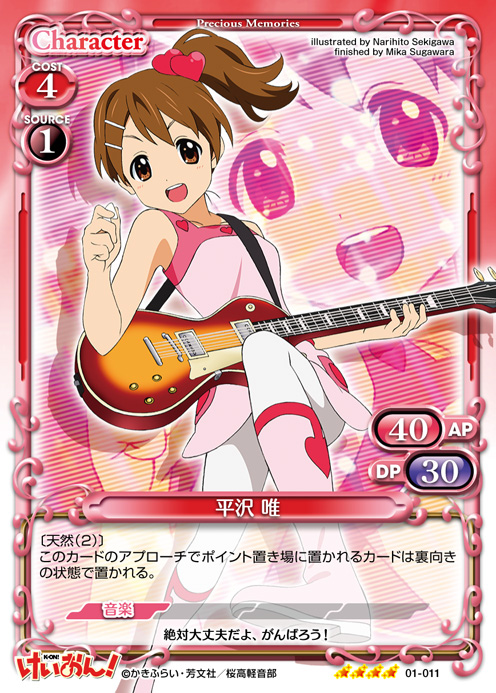 Precious Memories
Character
illustrated by Narihito Sekigawa
finished by Mika Sugawara
COST
4
SOURCE
1
40 AP
DP 30
平沢 唯
〔天然(2)〕
このカードのアプローチでポイント置き場に置かれるカードは裏向き
の状態で置かれる。
音楽
絶対大丈夫だよ、がんばろう!
K-ON!
けいおん!
©かきふらい・芳文社/桜高軽音部
01-011